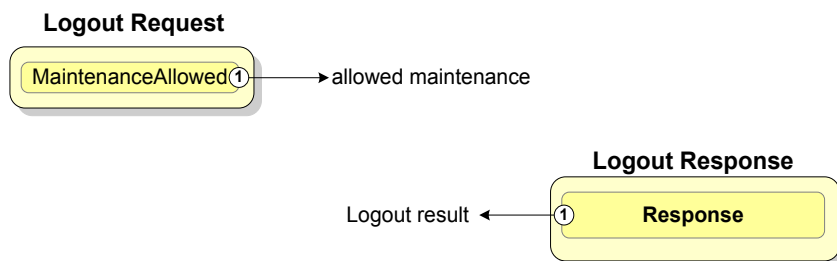 Logout Request
MaintenanceAllowed 1 allowed maintenance
Logout Response
Logout result 1 Response